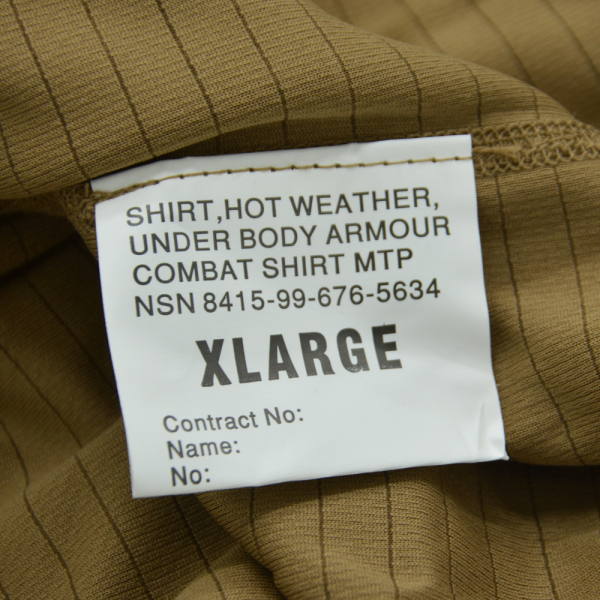 SHIRT,HOT WEATHER,
UNDER BODY ARMOUR
COMBAT SHIRT MTP
NSN 8415-99-676-5634
XLARGE
Contract No:
Name:
No: